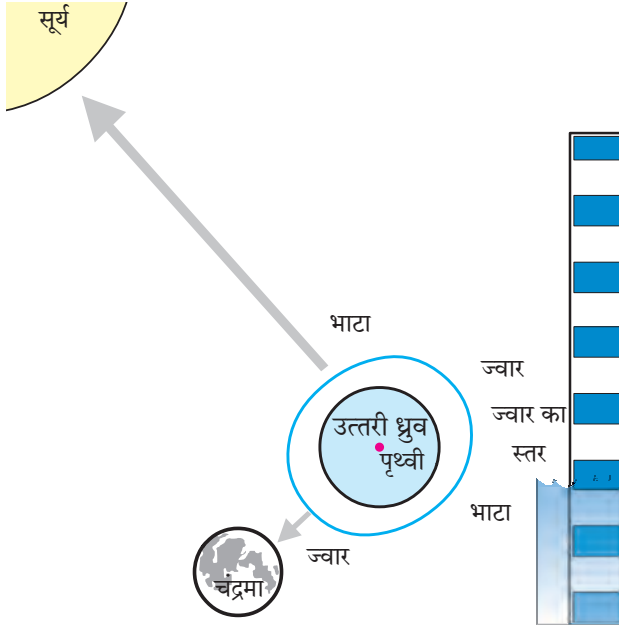 सूर्य
भाटा
ज्वार
ज्वार का
स्तर
उत्तरी ध्रुव
पृथ्वी
भाटा
ज्वार
चंद्रमा